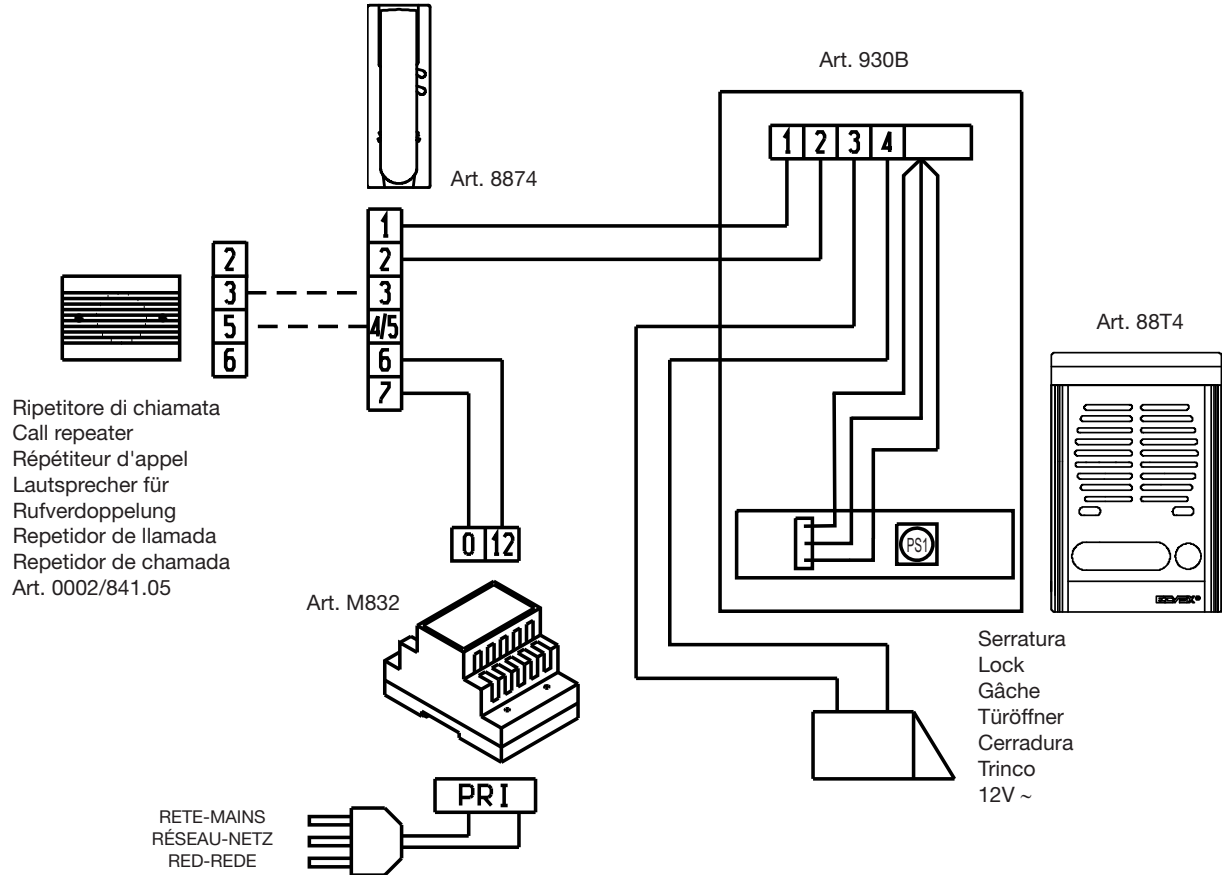 Art. 930B
1 2 3 4
Art. 8874
1
2
3
4/5
6
7
2
3
5
6
Art. 88T4
Ripetitore di chiamata
Call repeater
Répétiteur d'appel
Lautsprecher für
Rufverdoppelung
Repetidor de llamada
Repetidor de chamada
Art. 0002/841.05
0 12
PS1
Art. M832
ELVOX®
Serratura
Lock
Gâche
Türöffner
Cerradura
Trinco
12V ~
PRI
RETE-MAINS
RÉSEAU-NETZ
RED-REDE